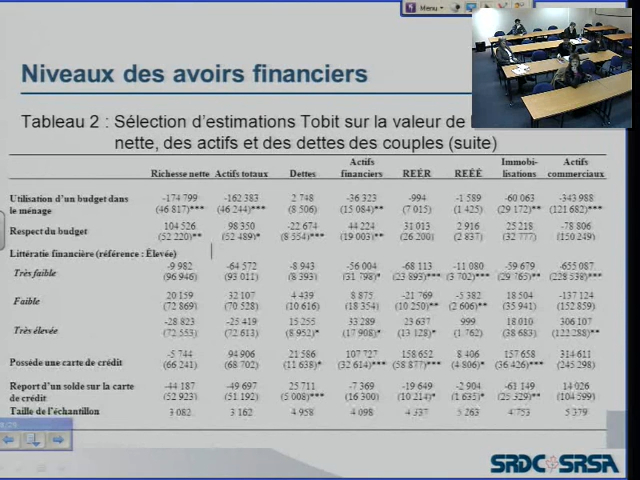 Menu
Niveaux des avoirs financiers
Tableau 2 : Sélection d'estimations Tobit sur la valeur de
nette, des actifs et des dettes des couples (suite)
Richesse nette Actifs totaux Dettes Actifs financiers REÉR REÉÉ Immobilisations Actifs commerciaux
Utilisation d'un budget dans le ménage -174 799 -162 383 2 748 -36 323 -994 -1 589 -60 063 -343 988
(46 817)*** (46 244)*** (8 506) (15 084)** (7 015) (1 425) (29 172)** (121 682)***
Respect du budget 104 526 98 350 -22 674 44 224 31 013 2 916 25 218 -78 806
(52 220)** (52 489)* (8 354)*** (19 003)** (26 200) (2 837) (32 777) (150 249)
Littératie financière (référence : Élevée)
Très faible -9 982 -64 572 -8 943 -56 004 -68 113 -11 080 -59 679 -655 087
(96 946) (93 011) (8 393) (31 798)* (23 893)*** (3 702)*** (29 765)** (228 538)***
Faible 20 159 32 107 4 439 8 875 -21 769 -5 382 18 504 -137 124
(72 869) (70 528) (10 616) (18 354) (10 250)** (2 606)** (35 941) (152 859)
Très élevée -28 823 -25 419 15 255 33 289 23 637 999 18 010 306 107
(72 553) (72 613) (8 952)* (17 908)* (13 128)* (1 762) (38 683) (122 288)**
Possède une carte de crédit -5 744 94 906 21 586 107 727 158 652 8 406 157 658 314 611
(66 241) (68 702) (11 638)* (32 614)*** (58 877)*** (4 806)* (36 426)*** (245 298)
Report d'un solde sur la carte de crédit -44 187 -49 697 25 711 -7 369 -19 649 -2 904 -61 149 14 026
(52 923) (51 192) (5 008)*** (16 300) (10 214)* (1 635)* (25 329)** (104 599)
Taille de l'échantillon 3 082 3 162 4 958 4 098 4 337 5 263 4 753 5 379
SRDC SRSA